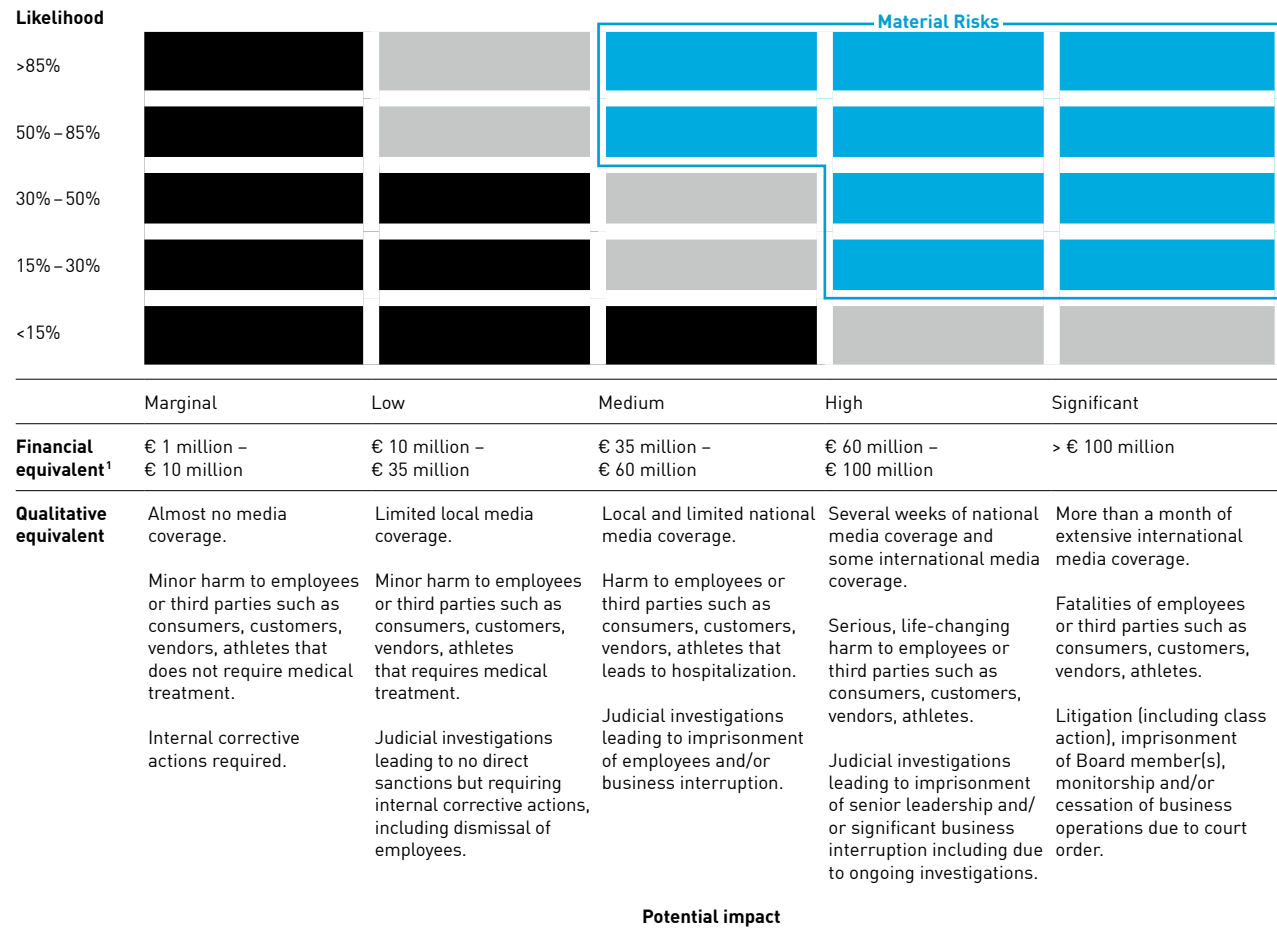 Likelihood
Material Risks
>85%
50% – 85%
30% – 50%
15% – 30%
<15%
Marginal
Low
Medium
High
Significant
Financial
equivalent¹
€ 1 million –
€ 10 million
€ 10 million –
€ 35 million
€ 35 million –
€ 60 million
€ 60 million –
€ 100 million
> € 100 million
Qualitative
equivalent
Almost no media
coverage.
Minor harm to employees
or third parties such as
consumers, customers,
vendors, athletes that
does not require medical
treatment.
Internal corrective
actions required.
Limited local media
coverage.
Minor harm to employees
or third parties such as
consumers, customers,
vendors, athletes
that requires medical
treatment.
Judicial investigations
leading to no direct
sanctions but requiring
internal corrective actions,
including dismissal of
employees.
Local and limited national
media coverage.
Harm to employees or
third parties such as
consumers, customers,
vendors, athletes that
leads to hospitalization.
Judicial investigations
leading to imprisonment
of employees and/or
business interruption.
Several weeks of national
media coverage and
some international media
coverage.
Serious, life-changing
harm to employees or
third parties such as
consumers, customers,
vendors, athletes.
Judicial investigations
leading to imprisonment
of senior leadership and/
or significant business
interruption including due
to ongoing investigations.
More than a month of
extensive international
media coverage.
Fatalities of employees
or third parties such as
consumers, customers,
vendors, athletes.
Litigation (including class
action), imprisonment
of Board member(s),
monitorship and/or
cessation of business
operations due to court
order.
Potential impact